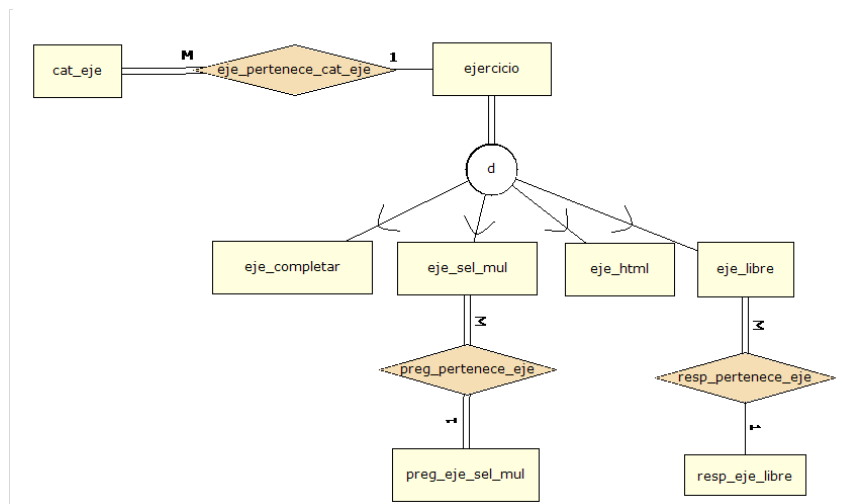 M
1
cat_eje
eje_pertenece_cat_eje
ejercicio
d
eje_completar
eje_sel_mul
eje_html
eje_libre
M
M
preg_pertenece_eje
resp_pertenece_eje
1
1
preg_eje_sel_mul
resp_eje_libre